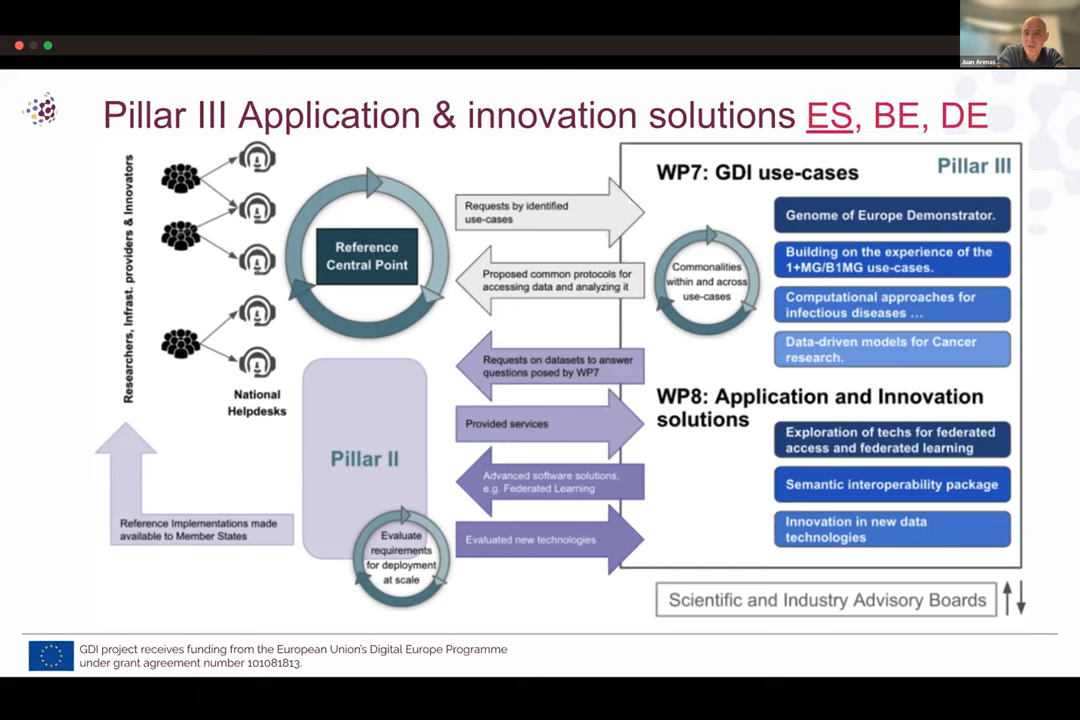 Juan Arenas
Pillar III Application & innovation solutions ES, BE, DE
Researchers, Infrast. providers & Innovators
National
Helpdesks
Reference
Central Point
Requests by identified
use-cases
Proposed common protocols for
accessing data and analyzing it
Requests on datasets to answer
questions posed by WP7
Provided services
Advanced software solutions,
e.g. Federated Learning
Evaluated new technologies
Pillar II
Evaluate
requirements
for deployment
at scale
Reference Implementations made
available to Member States
Pillar III
WP7: GDI use-cases
Commonalities
within and across
use-cases
Genome of Europe Demonstrator.
Building on the experience of the
1+MG/B1MG use-cases.
Computational approaches for
infectious diseases ...
Data-driven models for Cancer
research.
WP8: Application and Innovation
solutions
Exploration of techs for federated
access and federated learning
Semantic interoperability package
Innovation in new data
technologies
Scientific and Industry Advisory Boards
GDI project receives funding from the European Union's Digital Europe Programme
under grant agreement number 101081813.